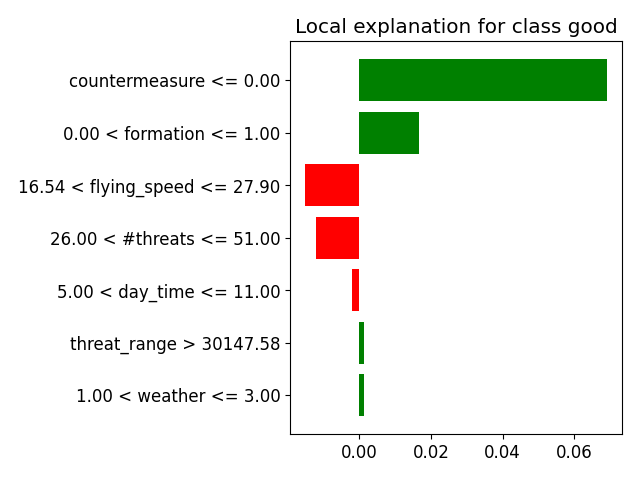 Local explanation for class good
countermeasure <= 0.00
0.00 < formation <= 1.00
16.54 < flying_speed <= 27.90
26.00 < #threats <= 51.00
5.00 < day_time <= 11.00
threat_range > 30147.58
1.00 < weather <= 3.00
0.00 0.02 0.04 0.06